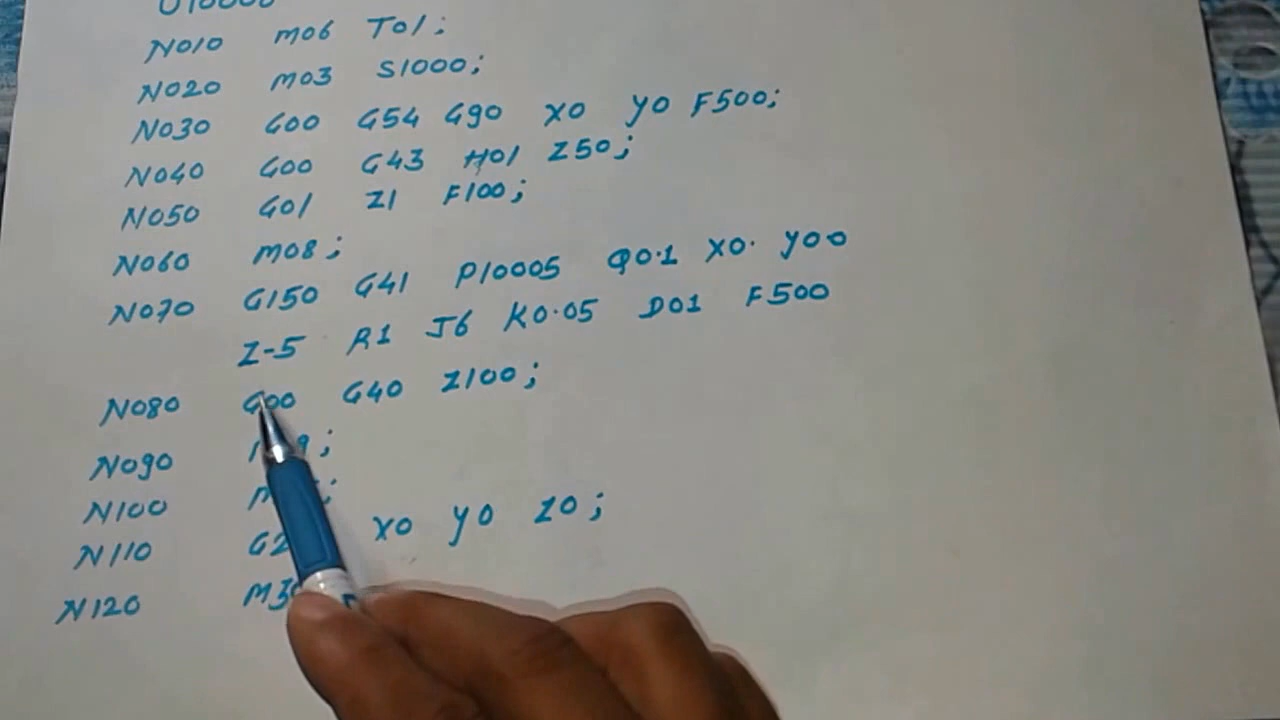 N010 M06 T01;
N020 M03 S1000;
N030 G00 G54 G90 X0 Y0 F500;
N040 G00 G43 H01 Z50;
N050 G01 Z1 F100;
N060 M08;
N070 G150 G41 P10005 Q0.1 X0. Y00
Z-5 R1 J6 K0.05 D01 F500
N080 G00 G40 Z100;
N090
N100
N110 X0 Y0 Z0;
N120